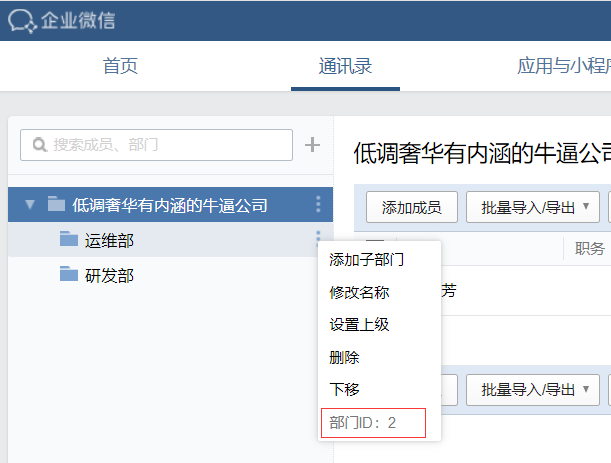 企业微信
首页 通讯录 应用与小程
搜索成员、部门
低调奢华有内涵的牛逼公
添加成员 批量导入/导出
低调奢华有内涵的牛逼公司
运维部
研发部
职务
芳
添加子部门
修改名称
设置上级
删除
下移
部门ID：2
批量导入/导出